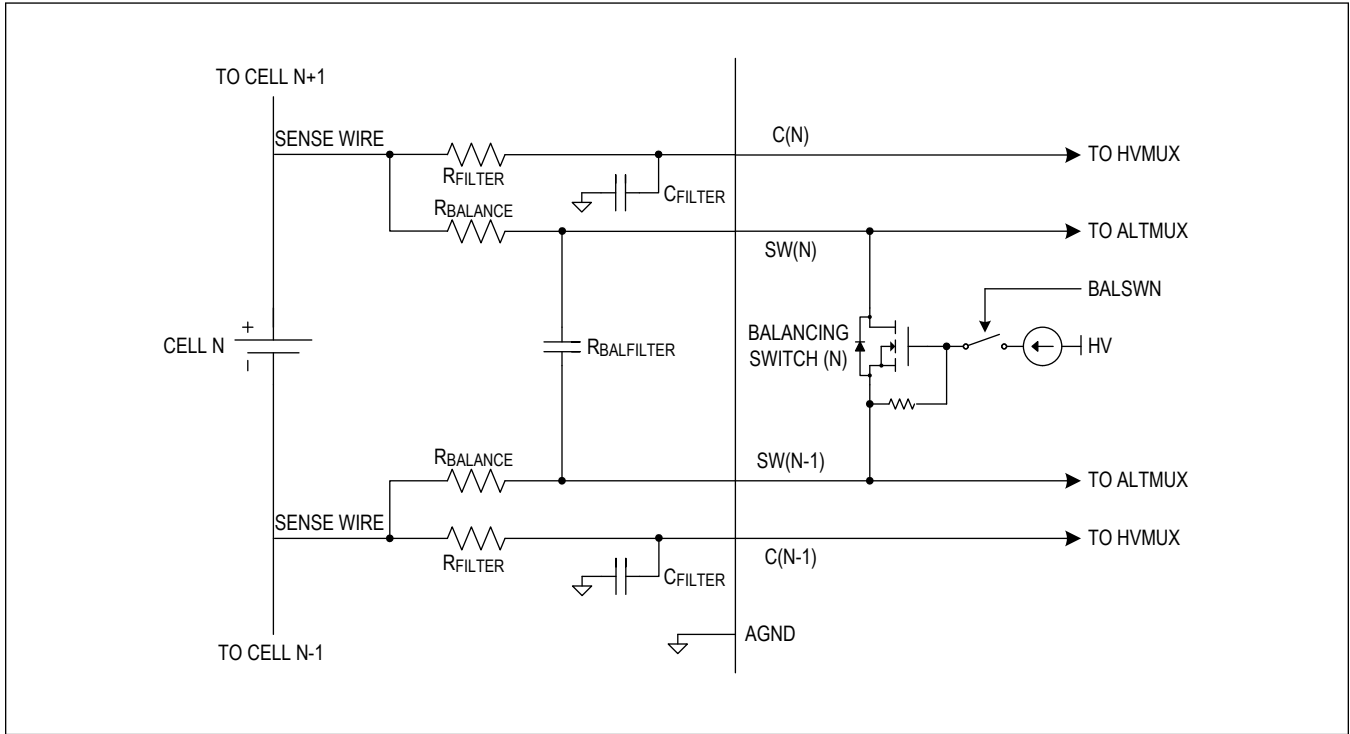 TO CELL N+1
SENSE WIRE
C(N)
TO HVMUX
RFILTER
CFILTER
RBALANCE
SW(N)
TO ALTMUX
BALSWN
CELL N
+
–
RBALFILTER
BALANCING
SWITCH (N)
HV
RBALANCE
SW(N-1)
TO ALTMUX
SENSE WIRE
RFILTER
CFILTER
C(N-1)
TO HVMUX
AGND
TO CELL N-1